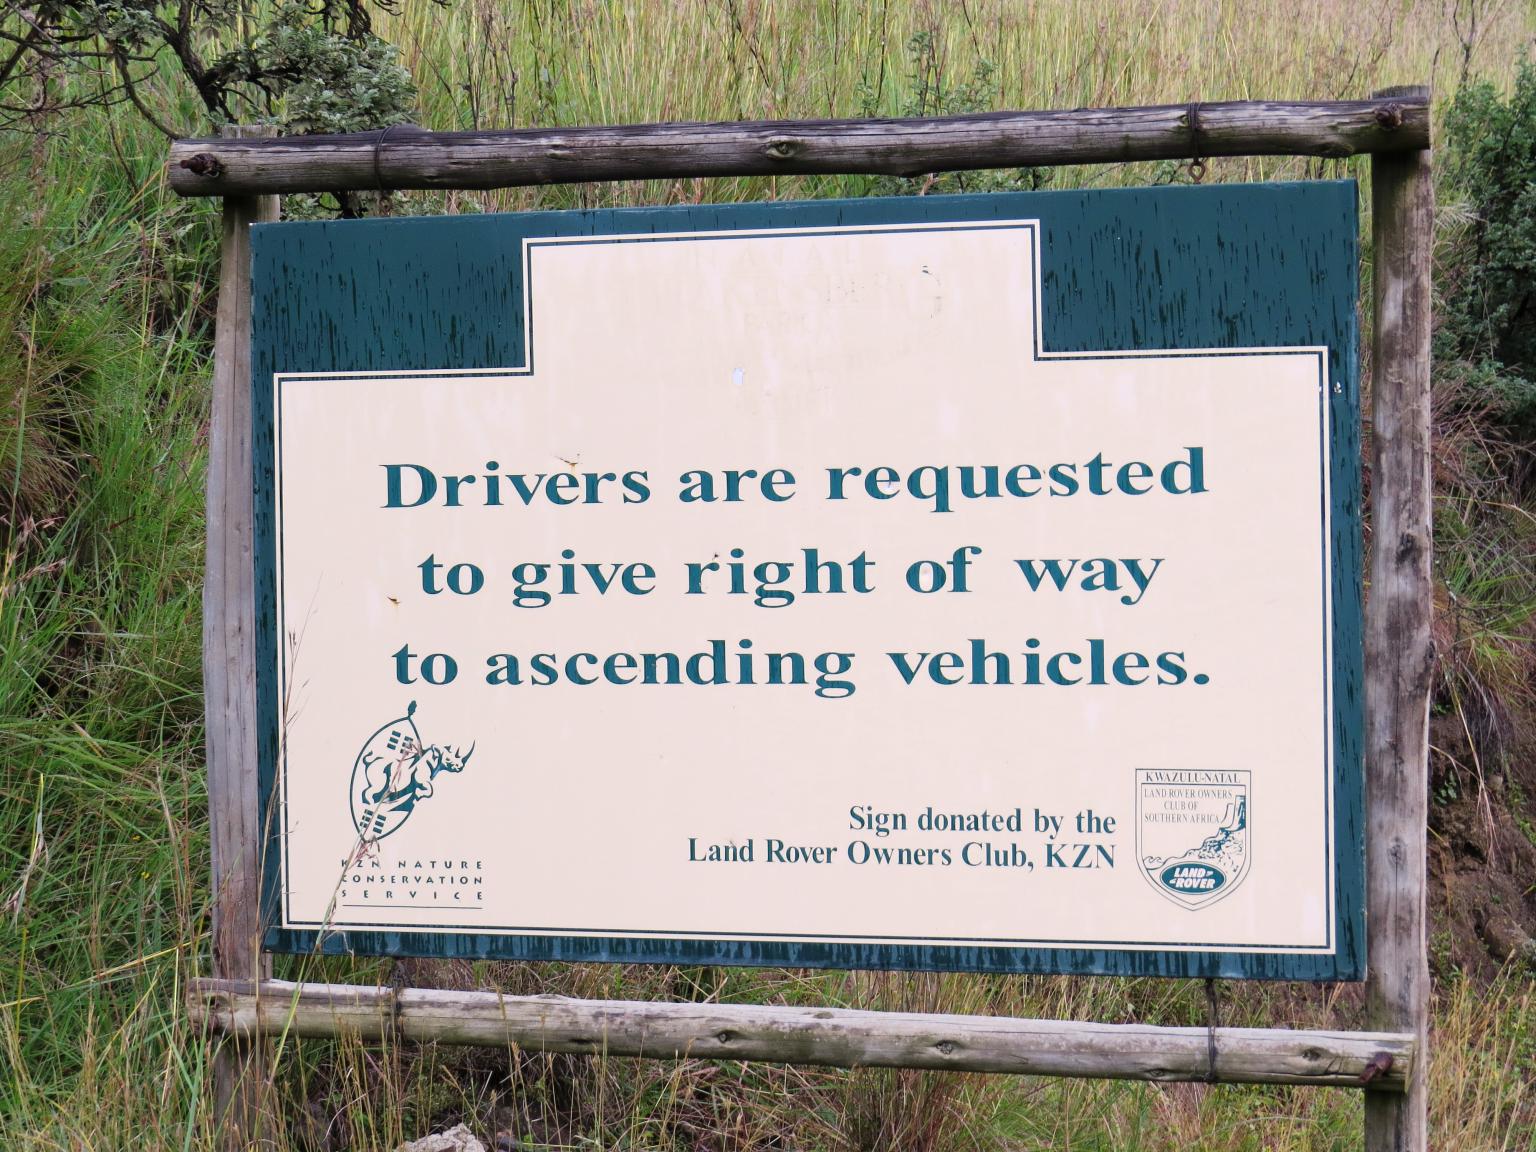 Drivers are requested
to give right of way
to ascending vehicles.
KZN NATURE
CONSERVATION
SERVICE
Sign donated by the
Land Rover Owners Club, KZN
KWAZULU-NATAL
LAND ROVER OWNERS
CLUB OF
SOUTHERN AFRICA
LAND-
ROVER